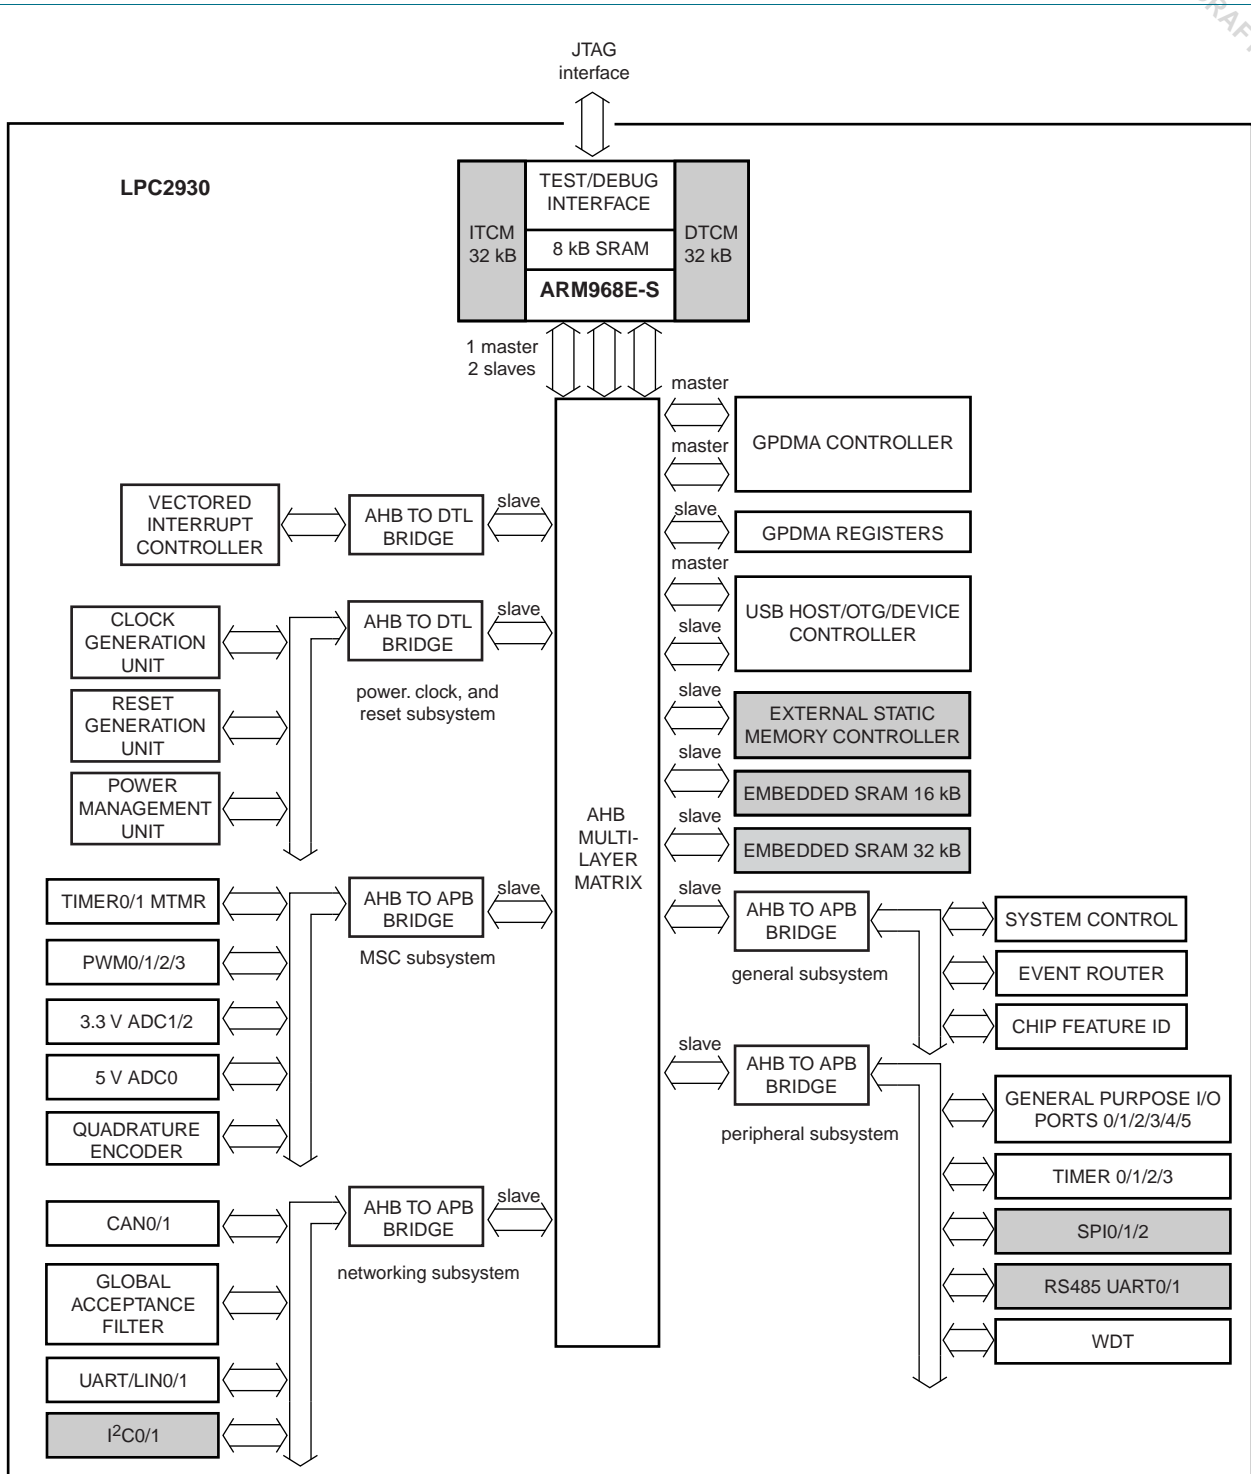 DRAFT
JTAG
interface
LPC2930
TEST/DEBUG
INTERFACE
ITCM
32 kB
8 kB SRAM
DTCM
32 kB
ARM968E-S
1 master
2 slaves
master
GPDMA CONTROLLER
master
slave
GPDMA REGISTERS
master
USB HOST/OTG/DEVICE
CONTROLLER
slave
slave
EXTERNAL STATIC
MEMORY CONTROLLER
slave
EMBEDDED SRAM 16 kB
slave
EMBEDDED SRAM 32 kB
slave
AHB TO APB
BRIDGE
general subsystem
SYSTEM CONTROL
EVENT ROUTER
CHIP FEATURE ID
slave
AHB TO APB
BRIDGE
peripheral subsystem
GENERAL PURPOSE I/O
PORTS 0/1/2/3/4/5
TIMER 0/1/2/3
SPI0/1/2
RS485 UART0/1
WDT
AHB
MULTI-
LAYER
MATRIX
VECTORED
INTERRUPT
CONTROLLER
AHB TO DTL
BRIDGE
slave
CLOCK
GENERATION
UNIT
AHB TO DTL
BRIDGE
slave
power. clock, and
reset subsystem
RESET
GENERATION
UNIT
POWER
MANAGEMENT
UNIT
TIMER0/1 MTMR
AHB TO APB
BRIDGE
slave
MSC subsystem
PWM0/1/2/3
3.3 V ADC1/2
5 V ADC0
QUADRATURE
ENCODER
CAN0/1
AHB TO APB
BRIDGE
slave
networking subsystem
GLOBAL
ACCEPTANCE
FILTER
UART/LIN0/1
I2C0/1